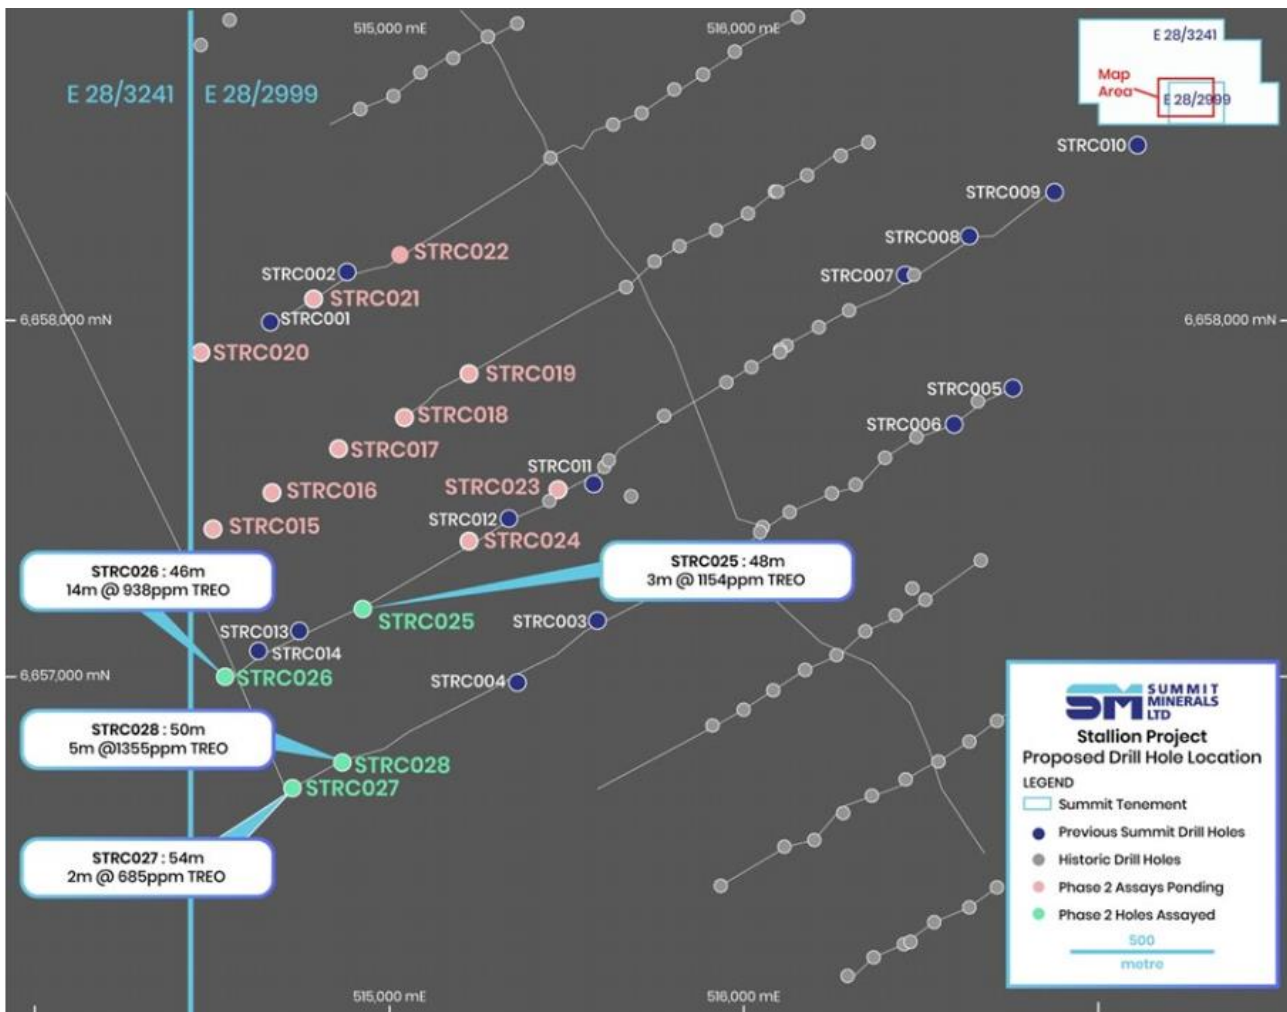 515,000 mE
516,000 mE
E 28/3241
E 28/2999
E 28/3241
Map
Area
E 28/2999
STRC010
STRC009
STRC008
STRC007
STRC022
STRC002
STRC021
STRC001
6,658,000 mN
6,658,000 mN
STRC020
STRC019
STRC005
STRC018
STRC006
STRC017
STRC011
STRC016
STRC023
STRC012
STRC015
STRC024
STRC026 : 46m
14m @ 938ppm TREO
STRC025 : 48m
3m @ 1154ppm TREO
STRC025
STRC003
STRC013
STRC014
6,657,000 mN
STRC026
STRC004
STRC028 : 50m
5m @1355ppm TREO
STRC028
STRC027
STRC027 : 54m
2m @ 685ppm TREO
SM SUMMIT
MINERALS
LTD
Stallion Project
Proposed Drill Hole Location
LEGEND
Summit Tenement
Previous Summit Drill Holes
Historic Drill Holes
Phase 2 Assays Pending
Phase 2 Holes Assayed
500
metre
515,000 mE
516,000 mE